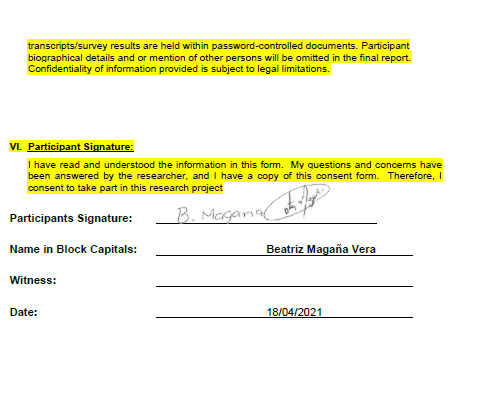 transcripts/survey results are held within password-controlled documents. Participant
biographical details and or mention of other persons will be omitted in the final report.
Confidentiality of information provided is subject to legal limitations.
VI. Participant Signature:
I have read and understood the information in this form. My questions and concerns have
been answered by the researcher, and I have a copy of this consent form. Therefore, I
consent to take part in this research project
Participants Signature: B. Magana
Name in Block Capitals: Beatriz Magaña Vera
Witness:
Date: 18/04/2021